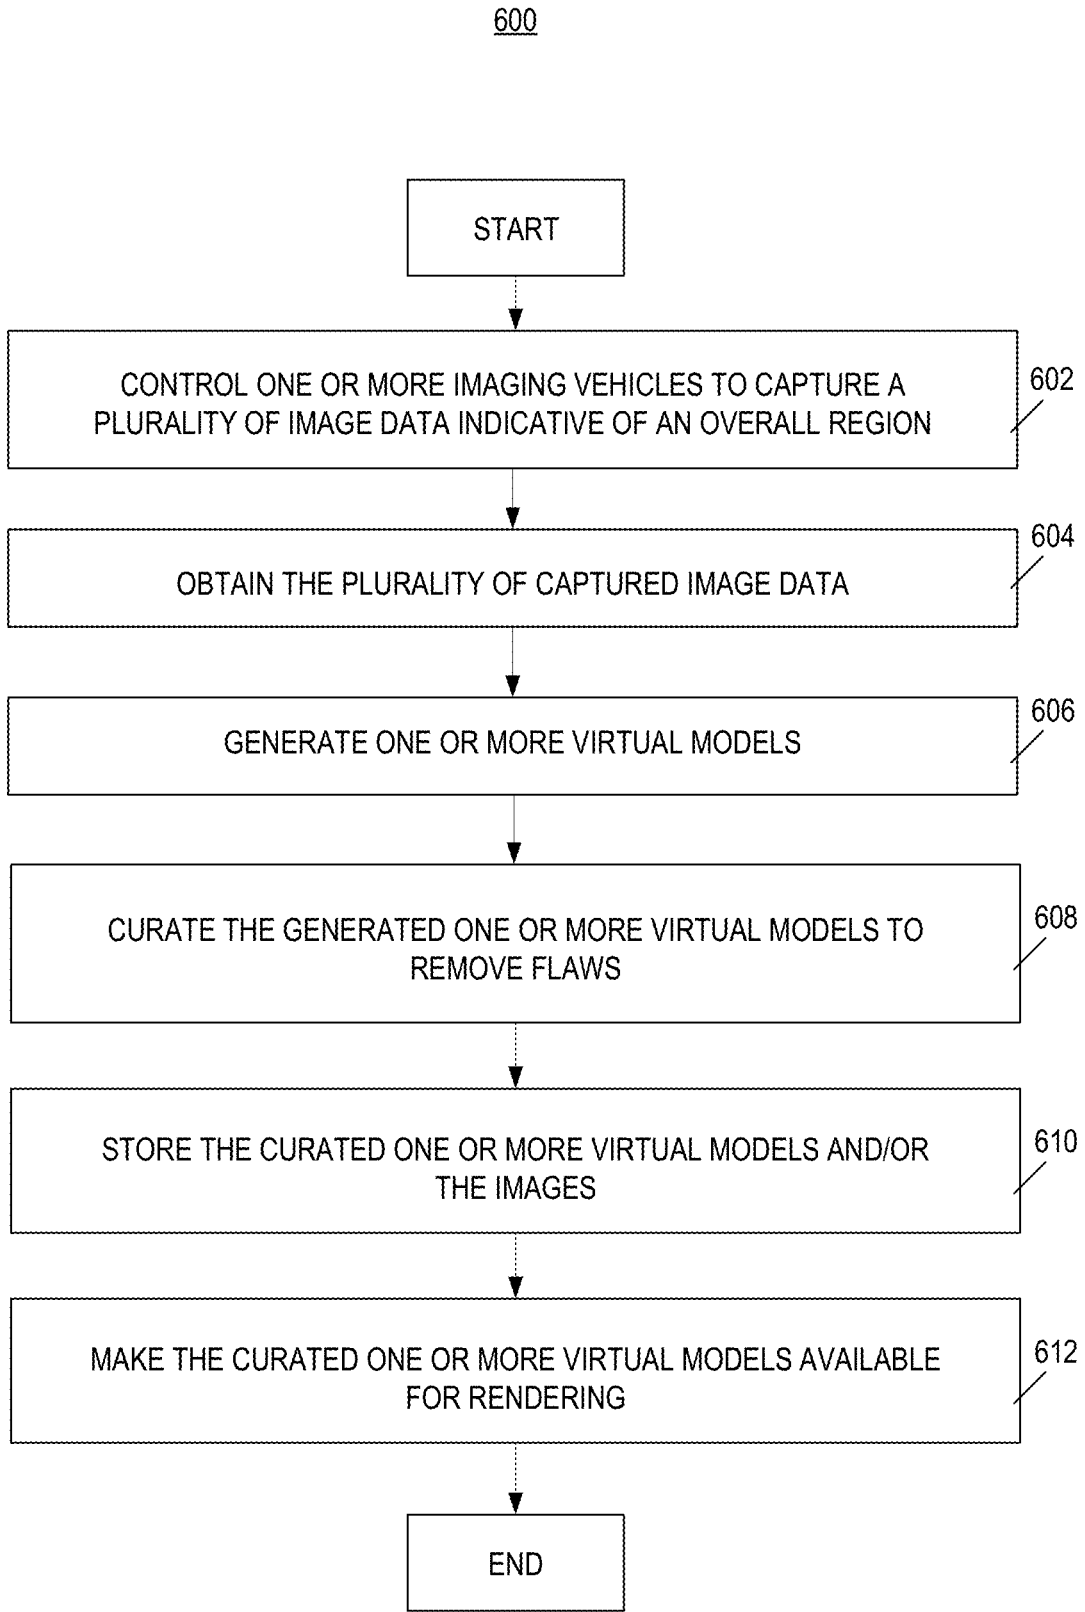 600
START
CONTROL ONE OR MORE IMAGING VEHICLES TO CAPTURE A
PLURALITY OF IMAGE DATA INDICATIVE OF AN OVERALL REGION
602
OBTAIN THE PLURALITY OF CAPTURED IMAGE DATA
604
GENERATE ONE OR MORE VIRTUAL MODELS
606
CURATE THE GENERATED ONE OR MORE VIRTUAL MODELS TO
REMOVE FLAWS
608
STORE THE CURATED ONE OR MORE VIRTUAL MODELS AND/OR
THE IMAGES
610
MAKE THE CURATED ONE OR MORE VIRTUAL MODELS AVAILABLE
FOR RENDERING
612
END